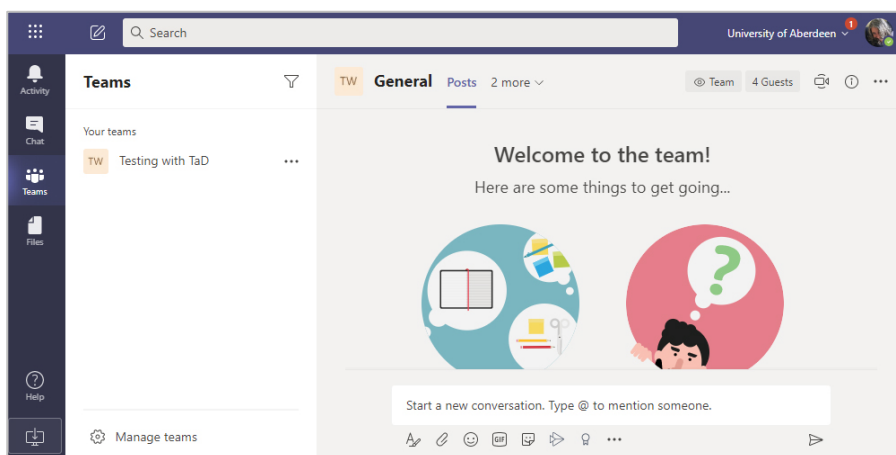 Search
University of Aberdeen
1
Activity
Chat
Teams
Files
Help
Teams
Your teams
TW Testing with TaD
Manage teams
TW General Posts 2 more
Team 4 Guests
Welcome to the team!
Here are some things to get going...
?
Start a new conversation. Type @ to mention someone.
GIF